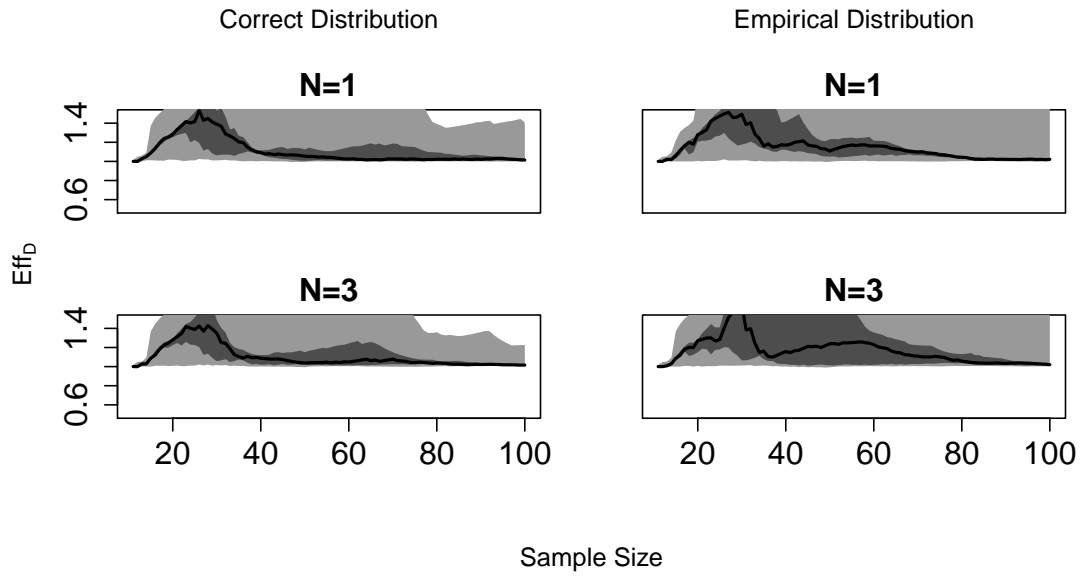 Correct Distribution Empirical Distribution
N=1 N=1
1.4
0.6
Eff_D
N=3 N=3
1.4
0.6
20 40 60 80 100 20 40 60 80 100
Sample Size